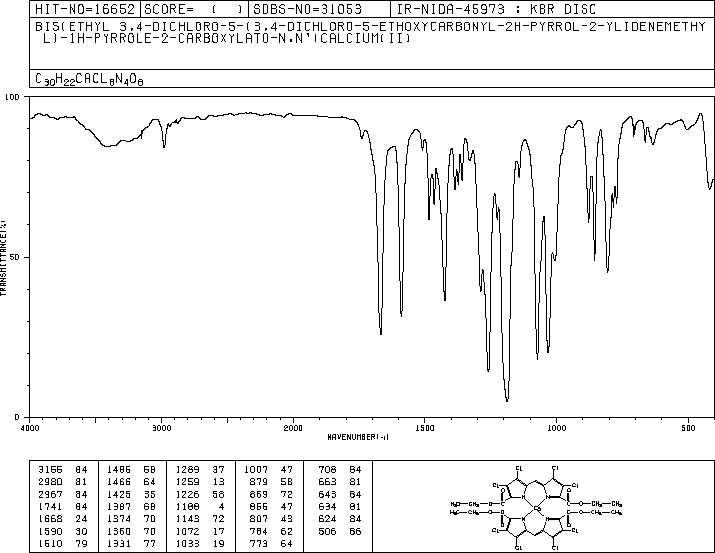 HIT-NO=16652 SCORE= ( ) SDBS-NO=31053 IR-NIDA-45973 : KBR DISC
BIS(ETHYL 3,4-DICHLORO-5-(3,4-DICHLORO-5-ETHOXYCARBONYL-2H-PYRROL-2-YLIDENEMETHY
L)-1H-PYRROLE-2-CARBOXYLATO-N,N')CALCIUM(II)
C30H22CACL8N4O8
100
50
0
TRANSMITTANCE(%)
4000 3000 2000 1500 1000 500
WAVENUMBER(-1)
3166 84 1486 60 1289 37 1007 47 708 84
2980 81 1466 64 1259 13 879 58 663 81
2967 84 1425 35 1226 58 869 72 643 84
1741 84 1387 68 1188 4 855 47 634 81
1668 24 1374 70 1143 72 807 43 624 84
1590 30 1360 70 1072 17 784 62 506 86
1510 79 1331 77 1033 19 773 64